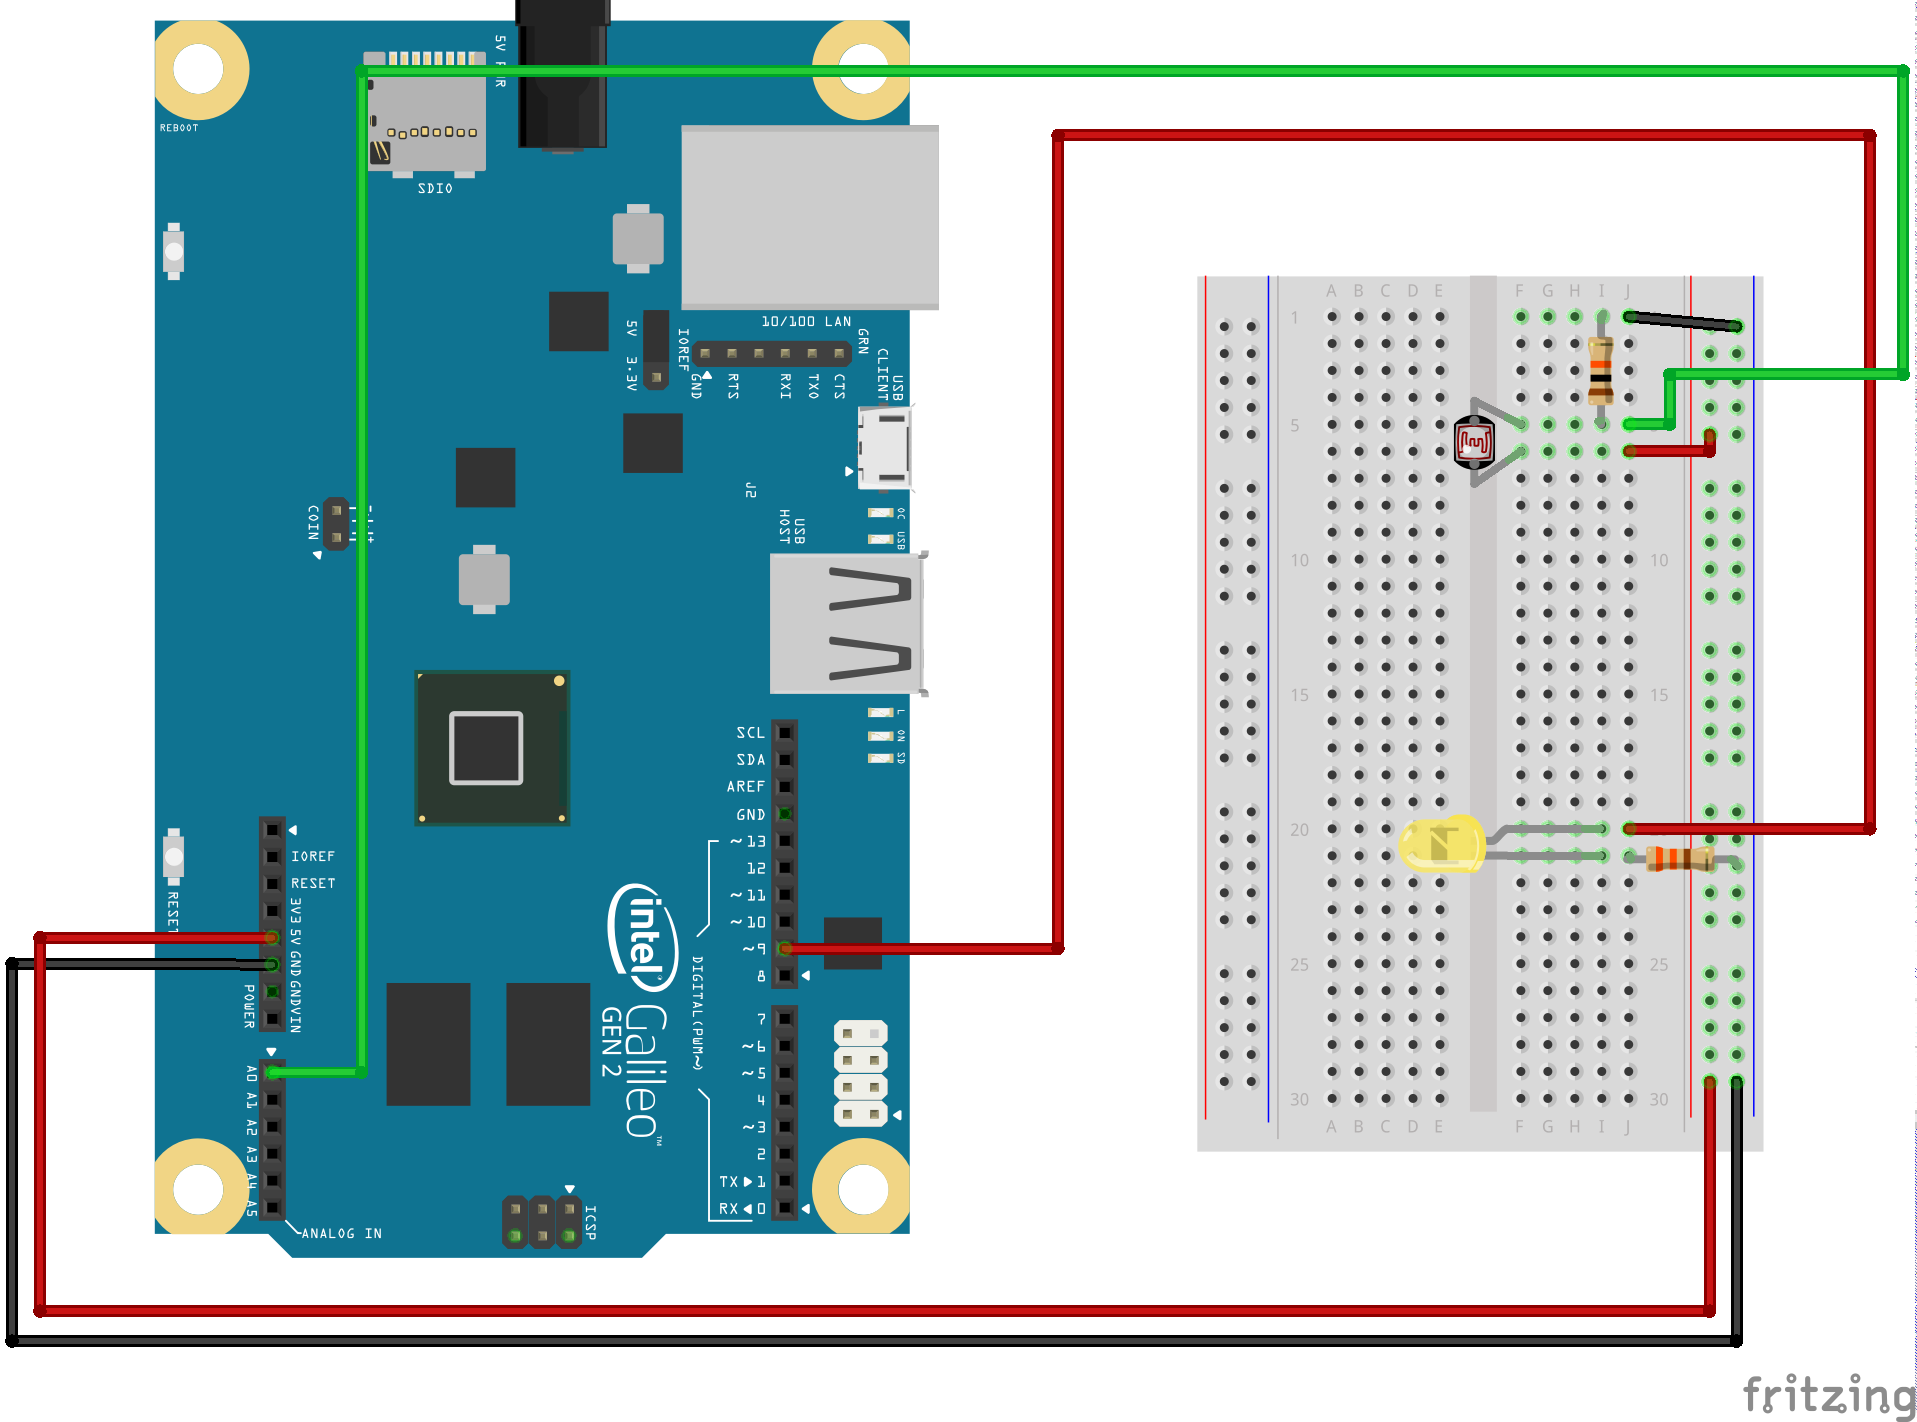 5V PWR
REBOOT
SDIO
10/100 LAN
5V 3.3V
IOREF
GND RTS RXI TXO CTS
GRN
USB CLIENT
J2
OC
USB
USB HOST
COIN
L
ON
SD
SCL
SDA
AREF
GND
~13
12
~11
~10
~9
8
7
~6
~5
4
~3
2
TX▶1
RX◀0
DIGITAL(PWM~)
IOREF
RESET
3V3 5V GND GND VIN
POWER
RESET
A0 A1 A2 A3 A4 A5
ANALOG IN
ICSP
intel
Galileo™
GEN 2
A B C D E F G H I J
1
5
10 10
15 15
20
25 25
30 30
A B C D E F G H I J
fritzing